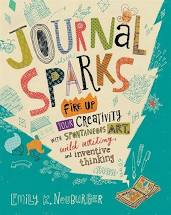 JOURNAL
SPARKS
FIRE UP
YOUR CREATIVITY
WITH SPONTANEOUS ART,
wild writing,
and inventive
thinking
EMILY K. NEUBURGER